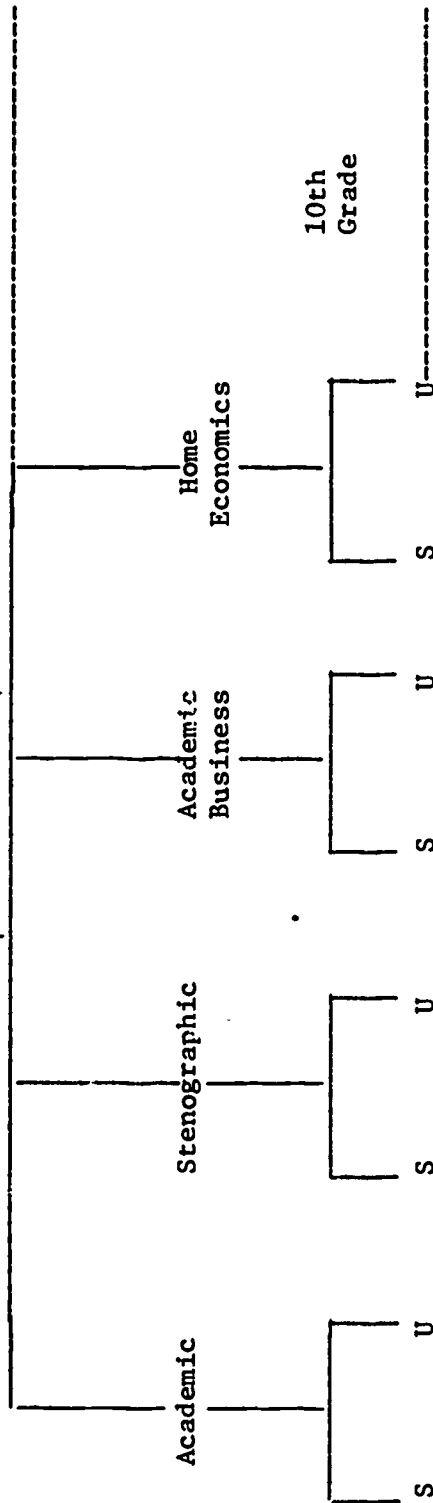 Academic
Stenographic
Academic
Business
Home
Economics
10th
Grade
S U S U S U S U